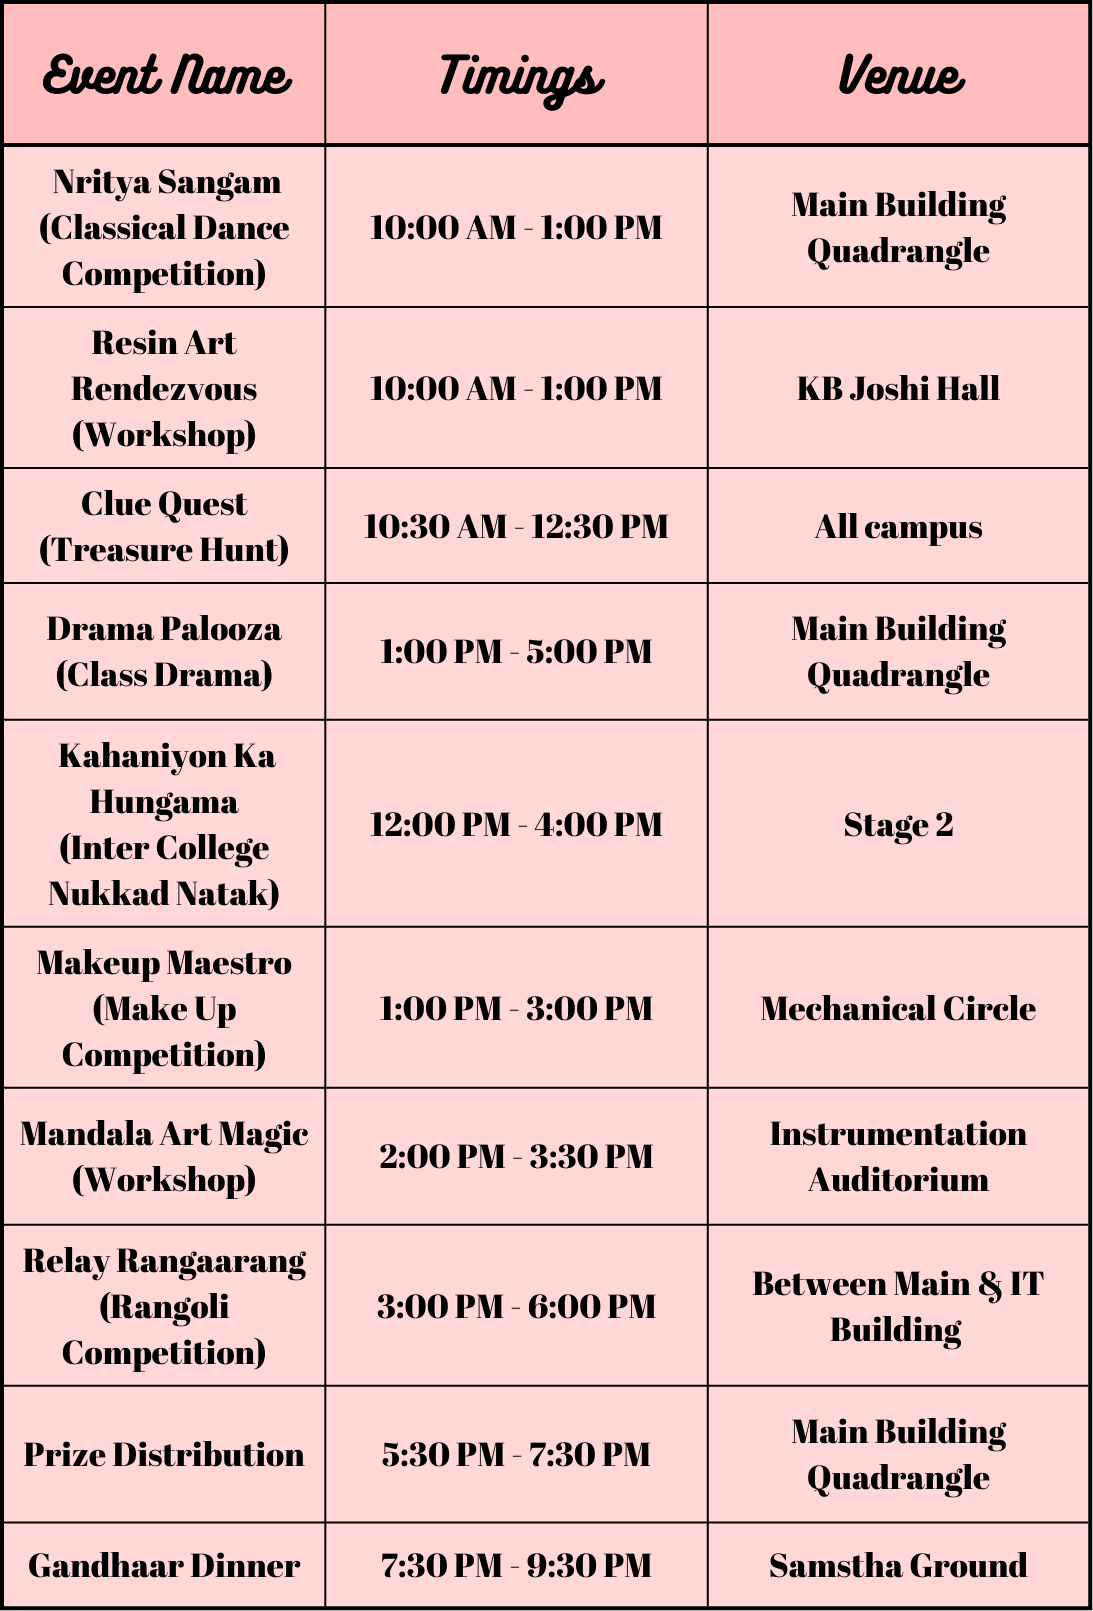 Event Name
Timings
Venue
Nritya Sangam
(Classical Dance
Competition)
10:00 AM - 1:00 PM
Main Building
Quadrangle
Resin Art
Rendezvous
(Workshop)
10:00 AM - 1:00 PM
KB Joshi Hall
Clue Quest
(Treasure Hunt)
10:30 AM - 12:30 PM
All campus
Drama Palooza
(Class Drama)
1:00 PM - 5:00 PM
Main Building
Quadrangle
Kahaniyon Ka
Hungama
(Inter College
Nukkad Natak)
12:00 PM - 4:00 PM
Stage 2
Makeup Maestro
(Make Up
Competition)
1:00 PM - 3:00 PM
Mechanical Circle
Mandala Art Magic
(Workshop)
2:00 PM - 3:30 PM
Instrumentation
Auditorium
Relay Rangaarang
(Rangoli
Competition)
3:00 PM - 6:00 PM
Between Main & IT
Building
Prize Distribution
5:30 PM - 7:30 PM
Main Building
Quadrangle
Gandhaar Dinner
7:30 PM - 9:30 PM
Samstha Ground